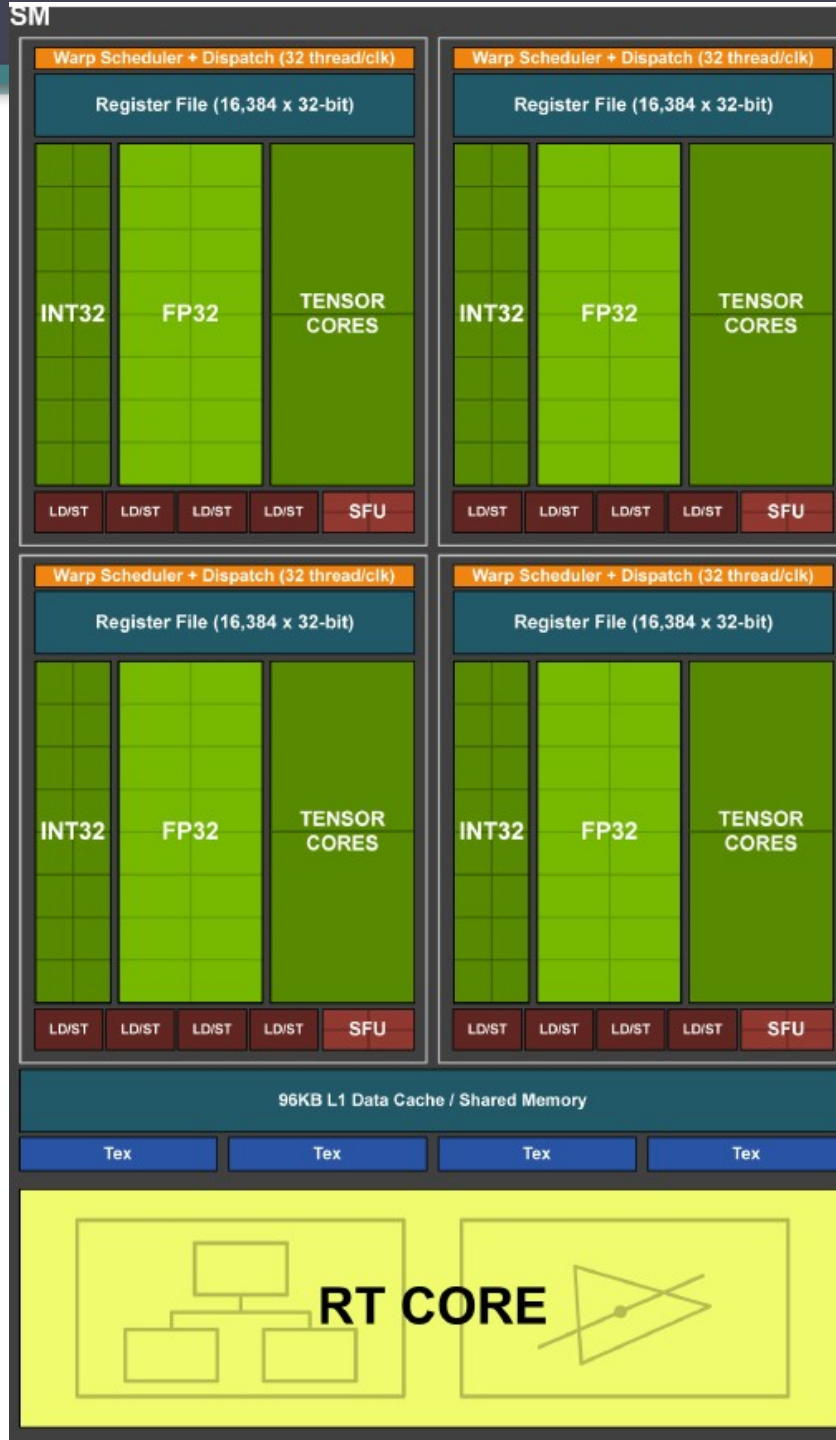 SM
Warp Scheduler + Dispatch (32 thread/clk)
Register File (16,384 x 32-bit)
INT32
FP32
TENSOR
CORES
LD/ST
LD/ST
LD/ST
LD/ST
SFU
Warp Scheduler + Dispatch (32 thread/clk)
Register File (16,384 x 32-bit)
INT32
FP32
TENSOR
CORES
LD/ST
LD/ST
LD/ST
LD/ST
SFU
Warp Scheduler + Dispatch (32 thread/clk)
Register File (16,384 x 32-bit)
INT32
FP32
TENSOR
CORES
LD/ST
LD/ST
LD/ST
LD/ST
SFU
Warp Scheduler + Dispatch (32 thread/clk)
Register File (16,384 x 32-bit)
INT32
FP32
TENSOR
CORES
LD/ST
LD/ST
LD/ST
LD/ST
SFU
96KB L1 Data Cache / Shared Memory
Tex
Tex
Tex
Tex
RT CORE